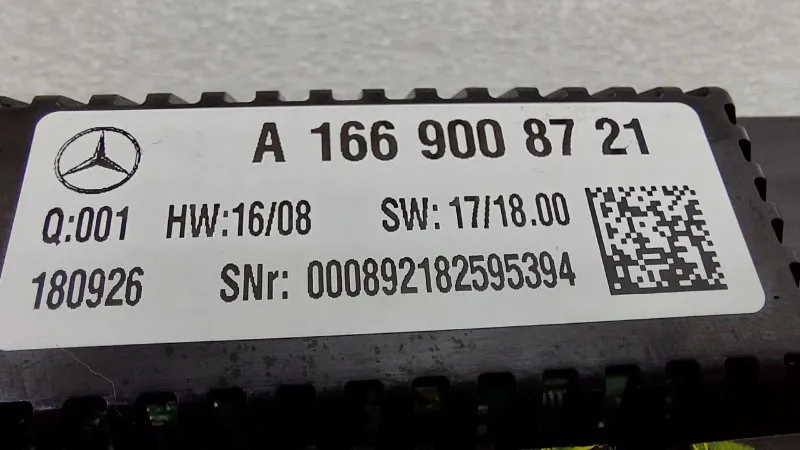 A 166 900 87 21
Q:001 HW:16/08 SW: 17/18.00
180926 SNr: 000892182595394